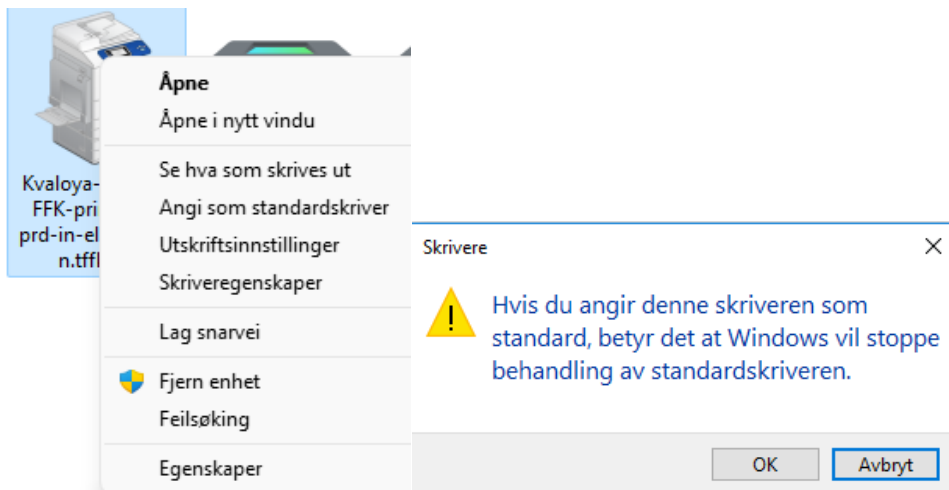 Åpne
Åpne i nytt vindu
Se hva som skrives ut
Angi som standardskriver
Utskriftsinnstillinger
Skriveregenskaper
Lag snarvei
Fjern enhet
Feilsøking
Egenskaper
Kvaloya-
FFK-pri
prd-in-el
n.tffl
Skrivere
Hvis du angir denne skriveren som
standard, betyr det at Windows vil stoppe
behandling av standardskriveren.
OK
Avbryt